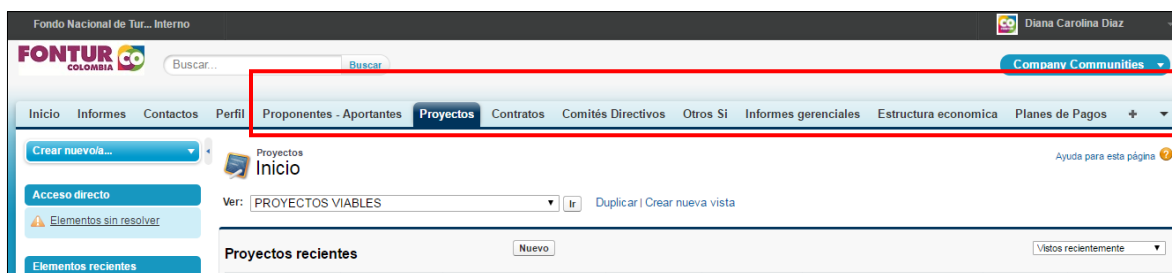 Fondo Nacional de Tur... Interno
Diana Carolina Diaz
FONTUR CO
COLOMBIA
Buscar...
Buscar
Company Communities
Inicio Informes Contactos Perfil Proponentes - Aportantes Proyectos Contratos Comités Directivos Otros Si Informes gerenciales Estructura economica Planes de Pagos +
Crear nuevo/a...
Proyectos
Inicio
Ayuda para esta página ?
Acceso directo
Ver: PROYECTOS VIABLES Ir Duplicar | Crear nueva vista
Elementos sin resolver
Proyectos recientes Nuevo Vistos recientemente
Elementos recientes